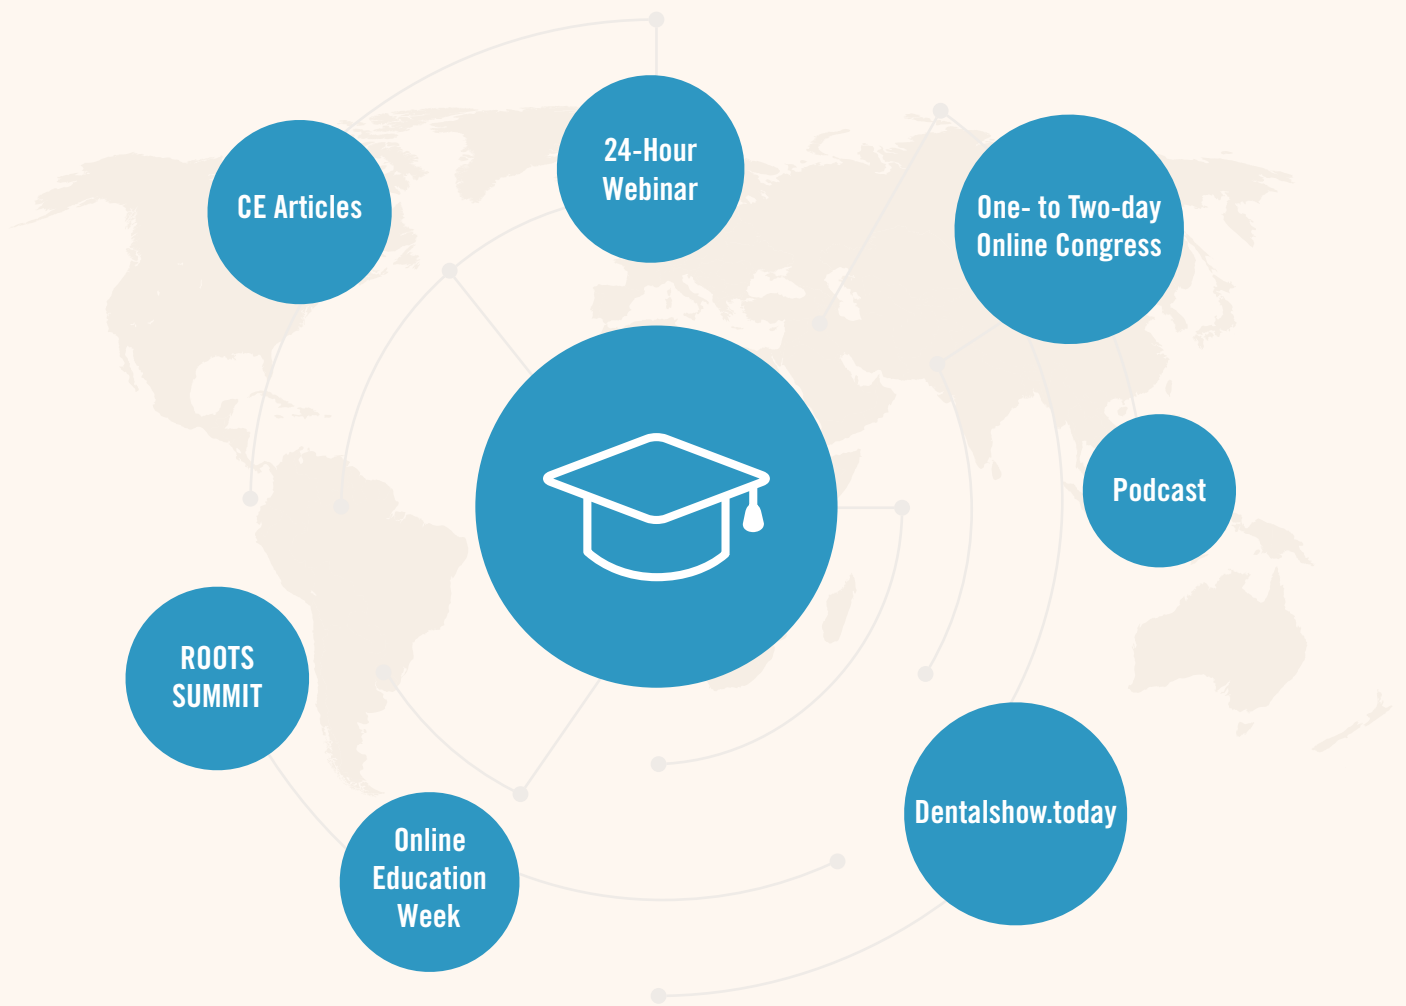 CE Articles
24-Hour
Webinar
One- to Two-day
Online Congress
Podcast
ROOTS
SUMMIT
Online
Education
Week
Dentalshow.today